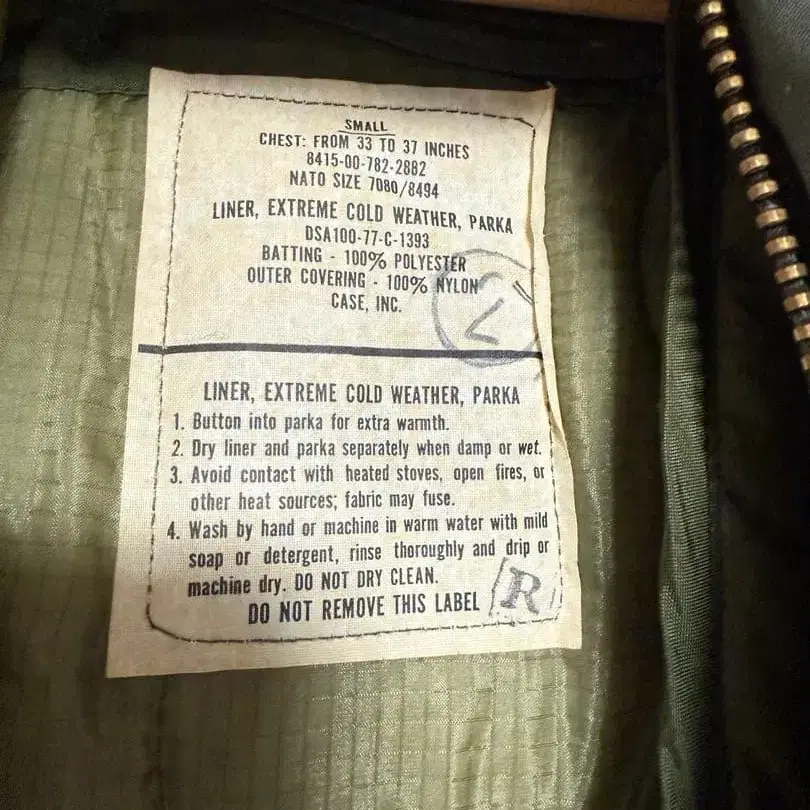 SMALL
CHEST: FROM 33 TO 37 INCHES
8415-00-782-2882
NATO SIZE 7080/8494
LINER, EXTREME COLD WEATHER, PARKA
DSA100-77-C-1393
BATTING - 100% POLYESTER
OUTER COVERING - 100% NYLON
CASE, INC.
2
LINER, EXTREME COLD WEATHER, PARKA
1. Button into parka for extra warmth.
2. Dry liner and parka separately when damp or wet.
3. Avoid contact with heated stoves, open fires, or
other heat sources; fabric may fuse.
4. Wash by hand or machine in warm water with mild
soap or detergent, rinse thoroughly and drip or
machine dry. DO NOT DRY CLEAN.
DO NOT REMOVE THIS LABEL
R